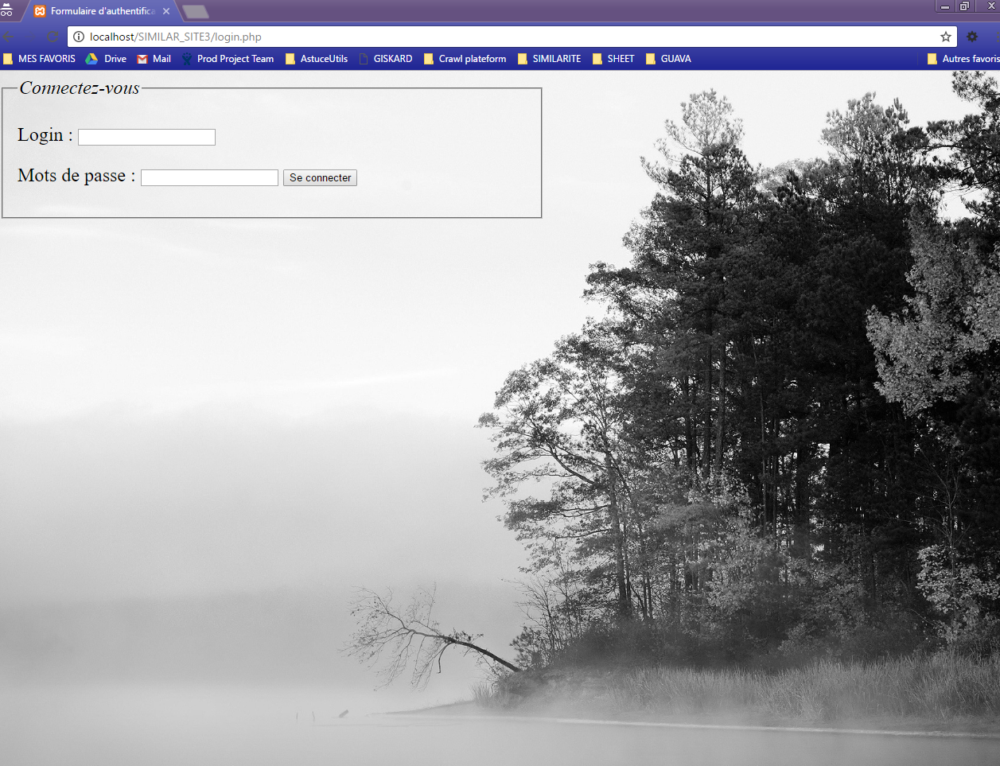 Formulaire d'authentifica
localhost/SIMILAR_SITE3/login.php
MES FAVORIS Drive Mail Prod Project Team AstuceUtils GISKARD Crawl plateform SIMILARITE SHEET GUAVA Autres favoris
Connectez-vous
Login :
Mots de passe : Se connecter